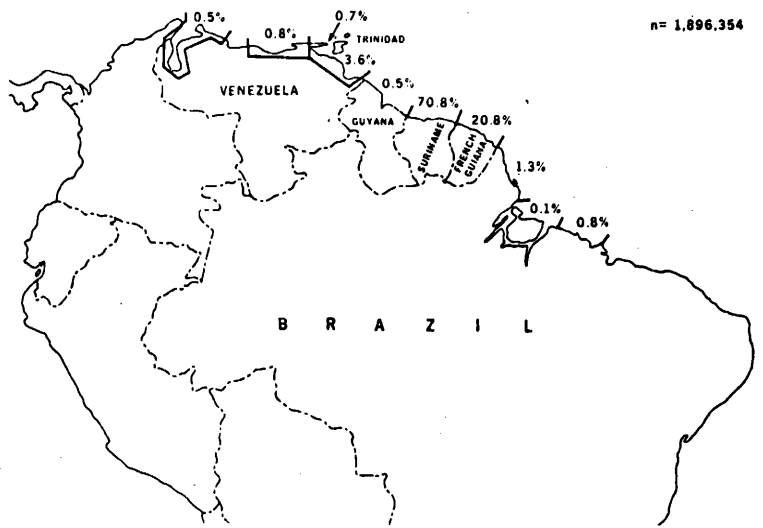 0.5%
0.8%
0.7%
TRINIDAD
n= 1,896,354
3.6%
VENEZUELA
0.5%
GUYANA
70.8%
SURINAME
20.8%
FRENCH
GUIANA
1.3%
0.1%
0.8%
BRAZIL